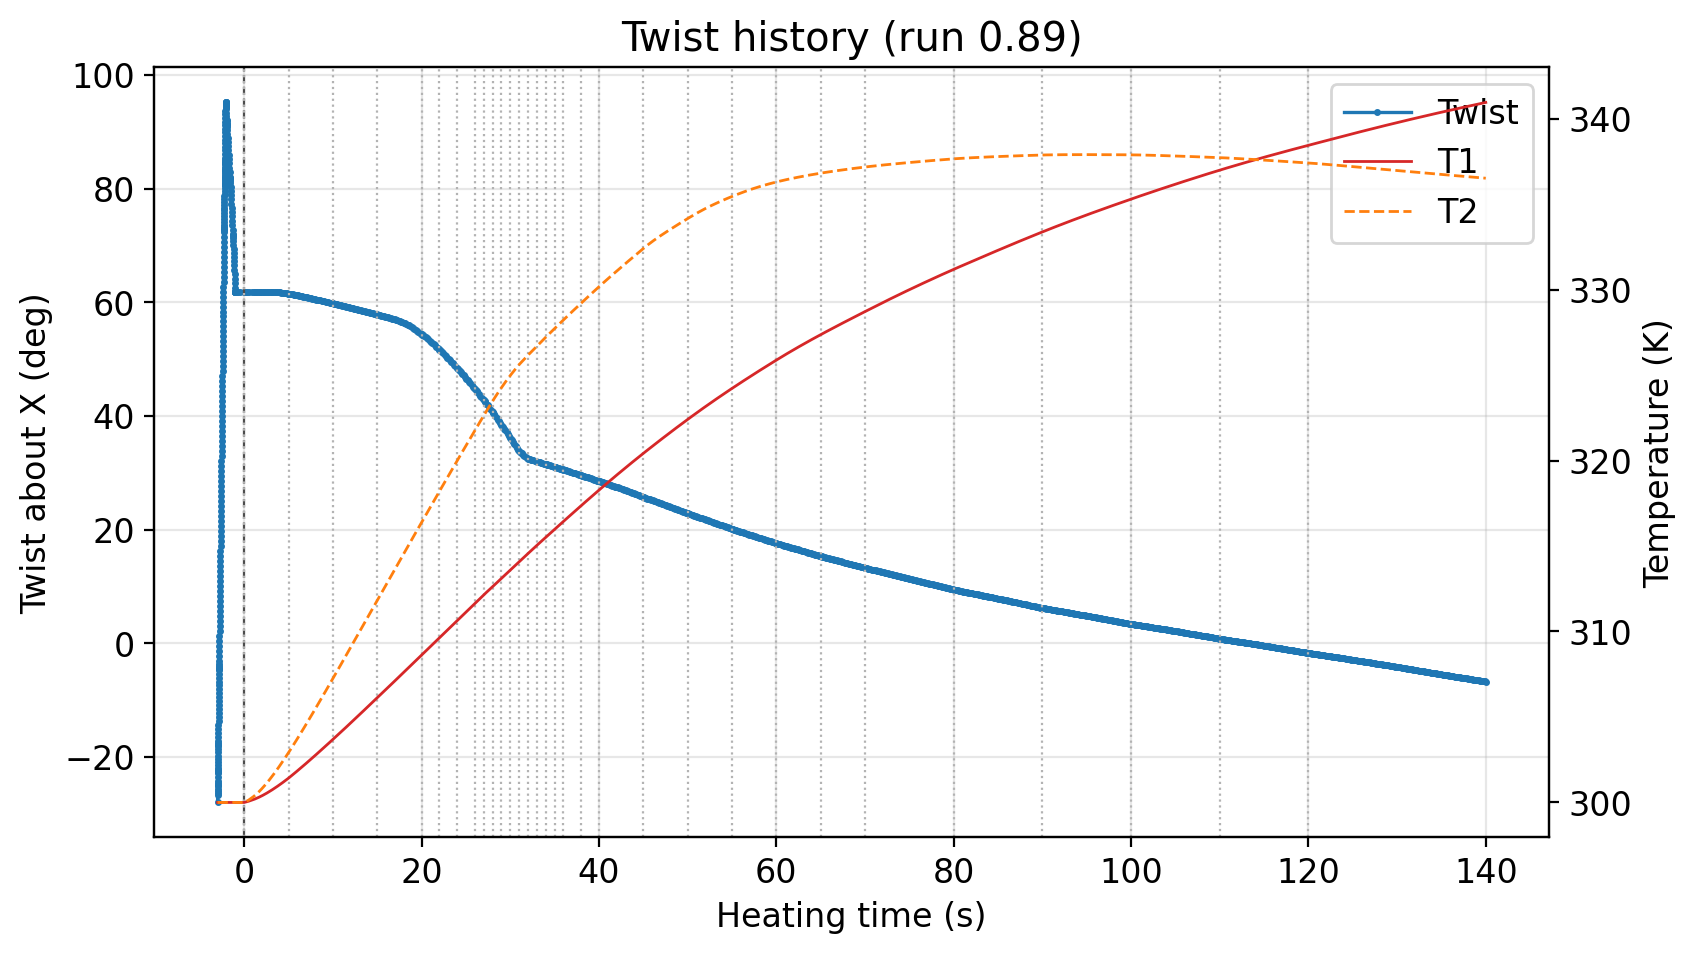 Twist history (run 0.89)
Twist about X (deg)
100
80
60
40
20
0
−20
Twist
T1
T2
340
330
320
310
300
Temperature (K)
0 20 40 60 80 100 120 140
Heating time (s)